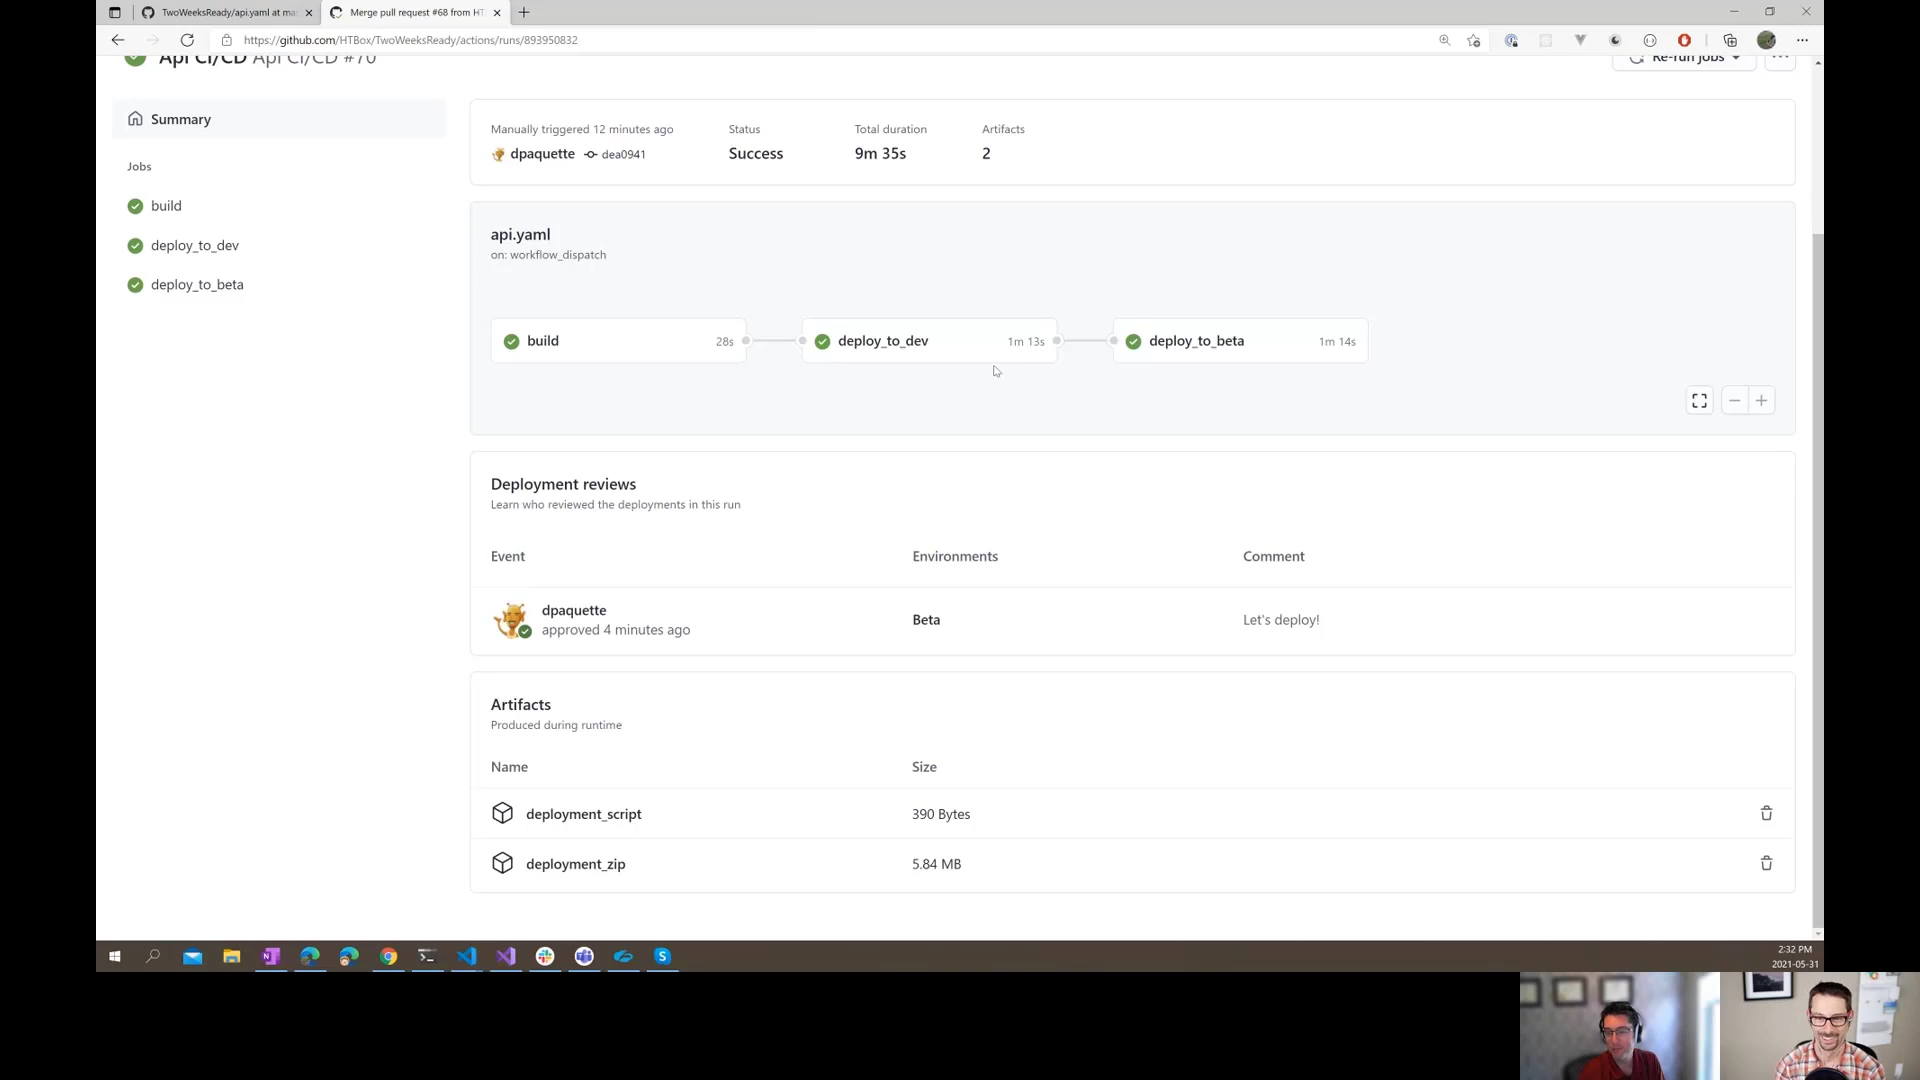 TwoWeeksReady/api.yaml at ma
Merge pull request #68 from HT
https://github.com/HTBox/TwoWeeksReady/actions/runs/893950832
Api CI/CD Api CI/CD #70
Re-run jobs
Summary
Jobs
build
deploy_to_dev
deploy_to_beta
Manually triggered 12 minutes ago
Status
Total duration
Artifacts
dpaquette dea0941
Success
9m 35s
2
api.yaml
on: workflow_dispatch
build 28s
deploy_to_dev 1m 13s
deploy_to_beta 1m 14s
Deployment reviews
Learn who reviewed the deployments in this run
Event Environments Comment
dpaquette
approved 4 minutes ago
Beta
Let's deploy!
Artifacts
Produced during runtime
Name Size
deployment_script 390 Bytes
deployment_zip 5.84 MB
2:32 PM
2021-05-31